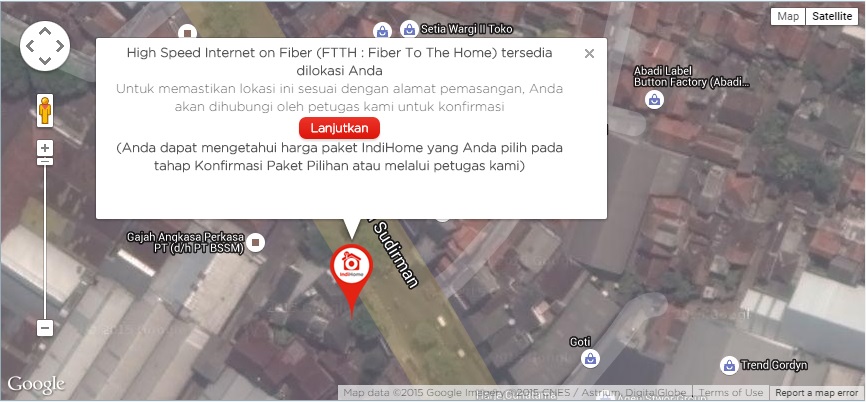 Map
Satellite
Setia Wargi II Toko
High Speed Internet on Fiber (FTTH : Fiber To The Home) tersedia
dilokasi Anda
Untuk memastikan lokasi ini sesuai dengan alamat pemasangan, Anda
akan dihubungi oleh petugas kami untuk konfirmasi
Lanjutkan
(Anda dapat mengetahui harga paket IndiHome yang Anda pilih pada
tahap Konfirmasi Paket Pilihan atau melalui petugas kami)
Abadi Label
Button Factory (Abadi...
Gajah Angkasa Perkasa
PT (d/h PT BSSM)
Sudirman
IndiHome
Goti
Trend Gordyn
Google
Map data ©2015 Google Imagery ©2015 CNES / Astrium, DigitalGlobe
Terms of Use
Report a map error